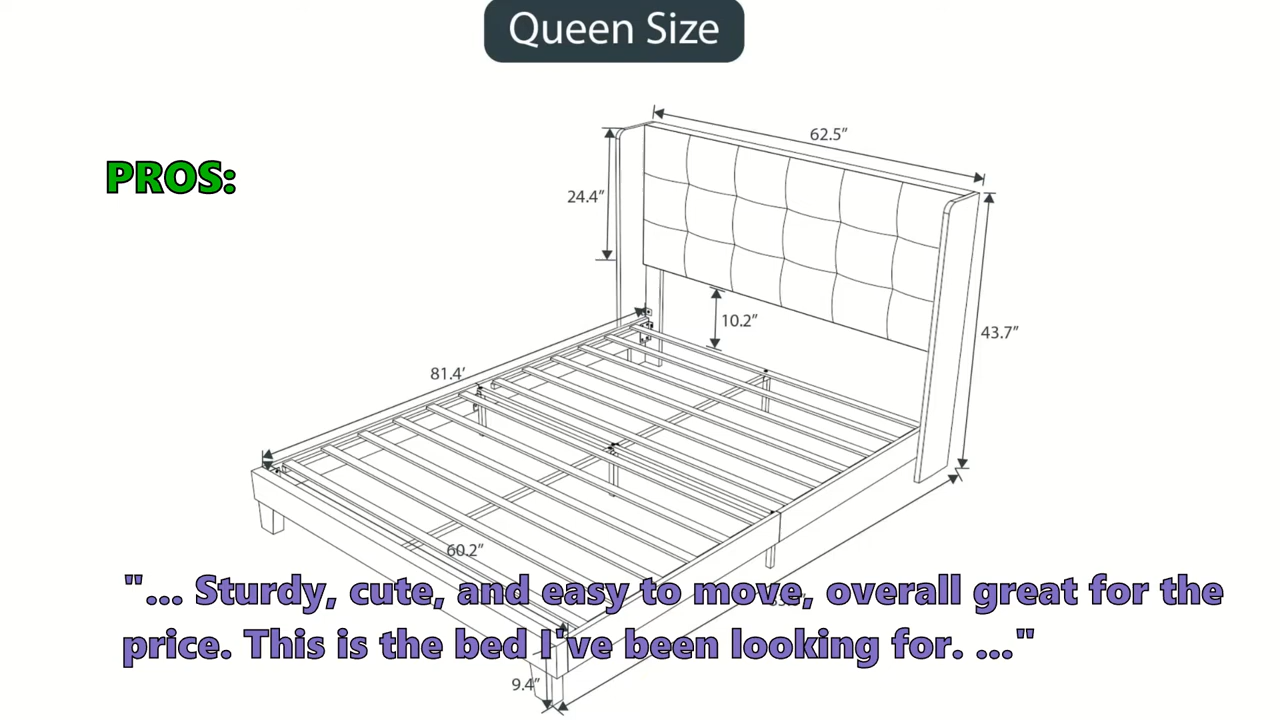 Queen Size
PROS:
62.5”
24.4”
10.2”
43.7”
81.4’
60.2”
"... Sturdy, cute, and easy to move, overall great for the
price. This is the bed I've been looking for. ..."
9.4”